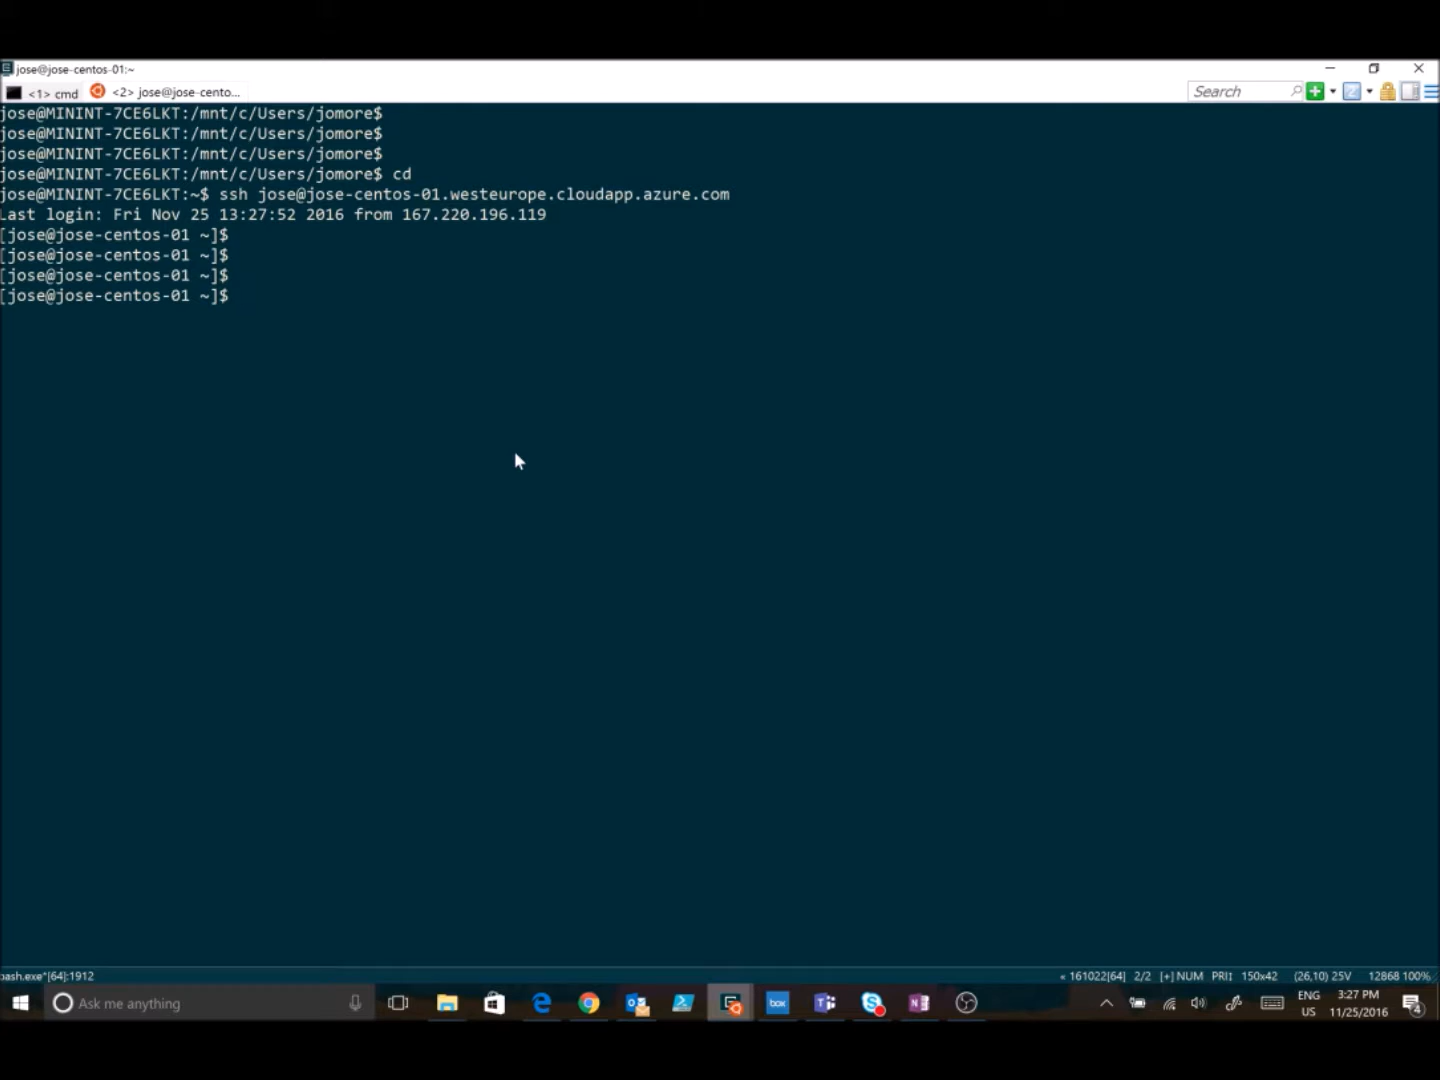 jose@jose-centos-01:~
<1> cmd
<2> jose@jose-cento...
Search
jose@MININT-7CE6LKT:/mnt/c/Users/jomore$
jose@MININT-7CE6LKT:/mnt/c/Users/jomore$
jose@MININT-7CE6LKT:/mnt/c/Users/jomore$
jose@MININT-7CE6LKT:/mnt/c/Users/jomore$ cd
jose@MININT-7CE6LKT:~$ ssh jose@jose-centos-01.westeurope.cloudapp.azure.com
Last login: Fri Nov 25 13:27:52 2016 from 167.220.196.119
[jose@jose-centos-01 ~]$
[jose@jose-centos-01 ~]$
[jose@jose-centos-01 ~]$
[jose@jose-centos-01 ~]$
bash.exe*[64]:1912
« 161022[64] 2/2 [+] NUM PRI↕ 150x42 (26,10) 25V 12868 100%
Ask me anything
box
ENG
US
3:27 PM
11/25/2016
4